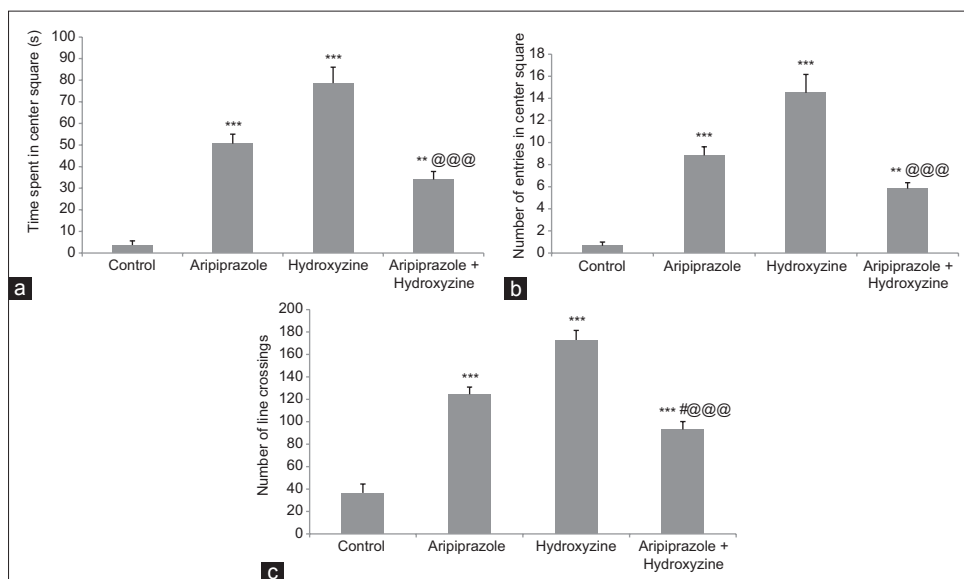 Time spent in center square (s)
100
90
80
70
60
50
40
30
20
10
0
***
***
** @@@
Control
Aripiprazole
Hydroxyzine
Aripiprazole +
Hydroxyzine
a
Number of entries in center square
18
16
14
12
10
8
6
4
2
0
***
***
** @@@
Control
Aripiprazole
Hydroxyzine
Aripiprazole +
Hydroxyzine
b
Number of line crossings
200
180
160
140
120
100
80
60
40
20
0
***
***
*** #@@@
Control
Aripiprazole
Hydroxyzine
Aripiprazole +
Hydroxyzine
c